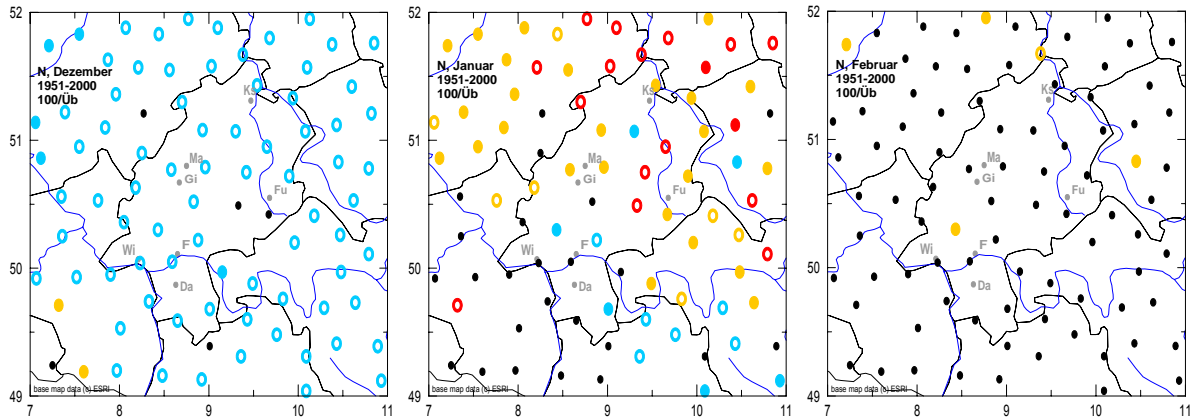 52
51
50
49
N, Dezember
1951-2000
100/Üb
Ks
Ma
Gi
Fu
Wi
F
Da
base map data (c) ESRI
7 8 9 10 11
52
51
50
49
N, Januar
1951-2000
100/Üb
Ks
Ma
Gi
Fu
Wi
F
Da
base map data (c) ESRI
7 8 9 10 11
52
51
50
49
N, Februar
1951-2000
100/Üb
Ks
Ma
Gi
Fu
Wi
F
Da
base map data (c) ESRI
7 8 9 10 11